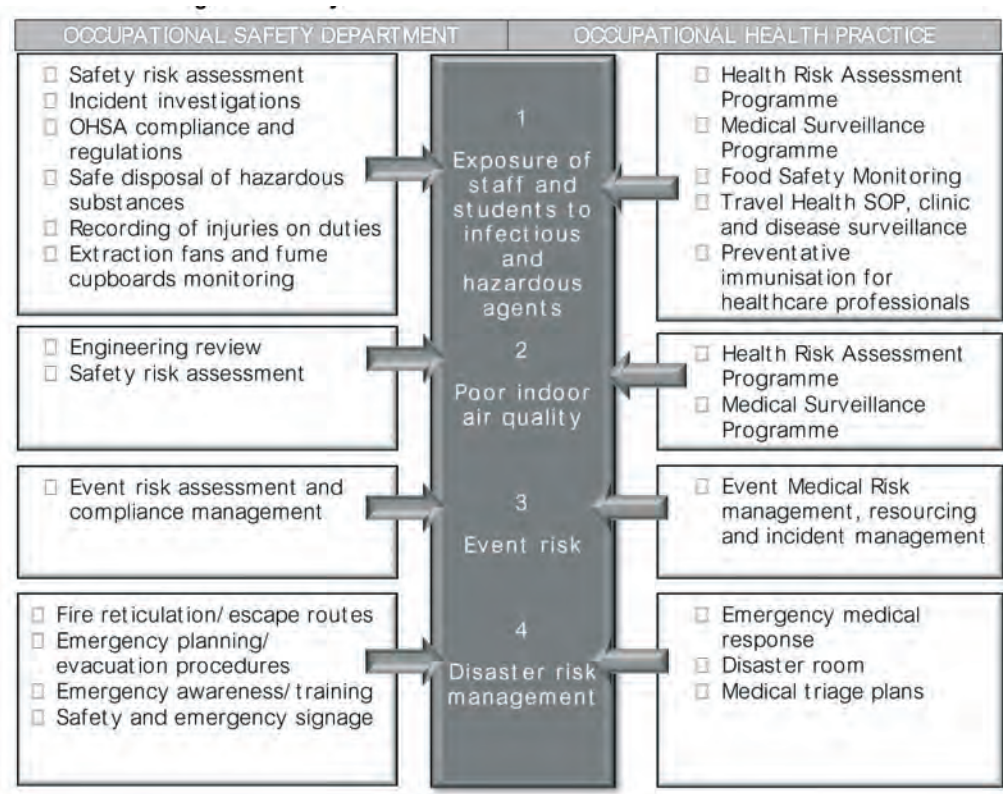 OCCUPATIONAL SAFETY DEPARTMENT
OCCUPATIONAL HEALTH PRACTICE
Safety risk assessment
Incident investigations
OHSA compliance and
regulations
Safe disposal of hazardous
substances
Recording of injuries on duties
Extraction fans and fume
cupboards monitoring
1
Exposure of
staff and
students to
infectious
and
hazardous
agents
Health Risk Assessment
Programme
Medical Surveillance
Programme
Food Safety Monitoring
Travel Health SOP, clinic
and disease surveillance
Preventative
immunisation for
healthcare professionals
Engineering review
Safety risk assessment
2
Poor indoor
air quality
Health Risk Assessment
Programme
Medical Surveillance
Programme
Event risk assessment and
compliance management
3
Event risk
Event Medical Risk
management, resourcing
and incident management
Fire reticulation/ escape routes
Emergency planning/
evacuation procedures
Emergency awareness/ training
Safety and emergency signage
4
Disaster risk
management
Emergency medical
response
Disaster room
Medical triage plans